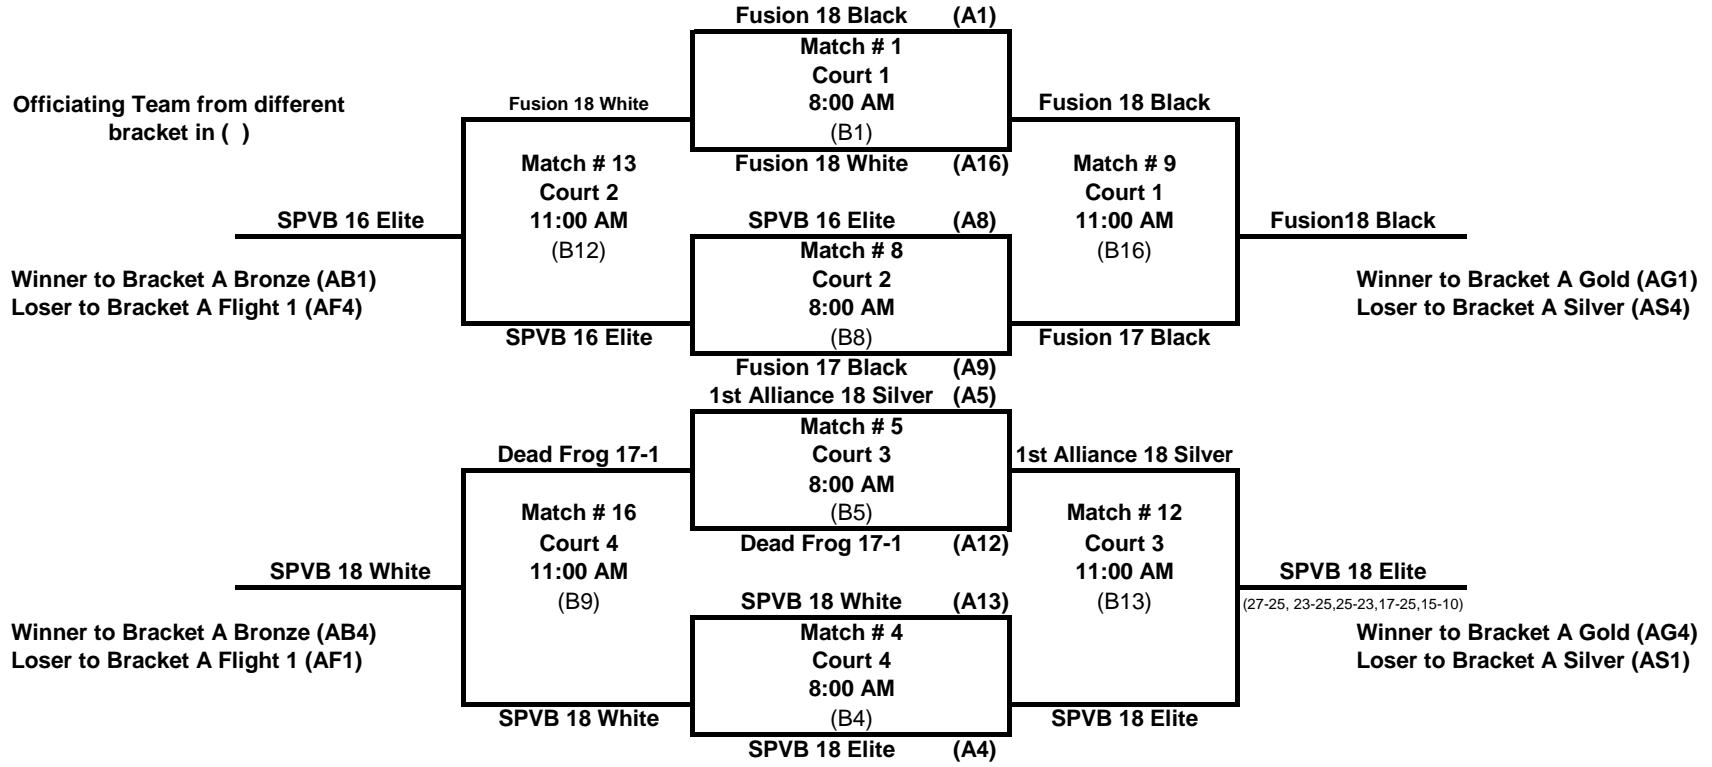 Fusion 18 Black (A1)
Match # 1
Court 1
8:00 AM
(B1)
Fusion 18 White (A16)
Officiating Team from different
bracket in ( )
Fusion 18 White
Fusion 18 Black
Match # 13
Court 2
11:00 AM
(B12)
Match # 9
Court 1
11:00 AM
(B16)
SPVB 16 Elite
SPVB 16 Elite (A8)
Fusion18 Black
Match # 8
Court 2
8:00 AM
(B8)
Winner to Bracket A Bronze (AB1)
Loser to Bracket A Flight 1 (AF4)
Winner to Bracket A Gold (AG1)
Loser to Bracket A Silver (AS4)
SPVB 16 Elite
Fusion 17 Black
Fusion 17 Black (A9)
1st Alliance 18 Silver (A5)
Match # 5
Court 3
8:00 AM
(B5)
Dead Frog 17-1 (A12)
Dead Frog 17-1
1st Alliance 18 Silver
Match # 16
Court 4
11:00 AM
(B9)
Match # 12
Court 3
11:00 AM
(B13)
SPVB 18 White
SPVB 18 Elite
(27-25, 23-25,25-23,17-25,15-10)
SPVB 18 White (A13)
Match # 4
Court 4
8:00 AM
(B4)
Winner to Bracket A Bronze (AB4)
Loser to Bracket A Flight 1 (AF1)
Winner to Bracket A Gold (AG4)
Loser to Bracket A Silver (AS1)
SPVB 18 White
SPVB 18 Elite
SPVB 18 Elite (A4)